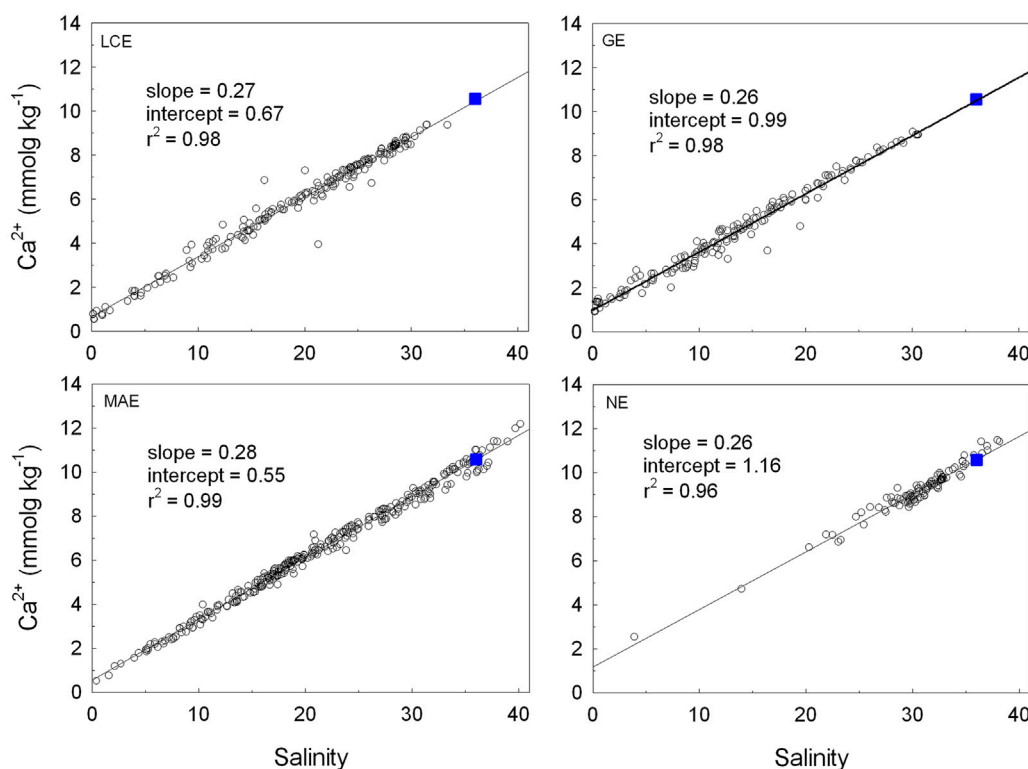 LCE
slope = 0.27
intercept = 0.67
r² = 0.98
Ca²⁺ (mmolg kg⁻¹)
14
12
10
8
6
4
2
0
0 10 20 30 40
GE
slope = 0.26
intercept = 0.99
r² = 0.98
14
12
10
8
6
4
2
0
0 10 20 30 40
MAE
slope = 0.28
intercept = 0.55
r² = 0.99
Ca²⁺ (mmolg kg⁻¹)
14
12
10
8
6
4
2
0
0 10 20 30 40
Salinity
NE
slope = 0.26
intercept = 1.16
r² = 0.96
14
12
10
8
6
4
2
0
0 10 20 30 40
Salinity